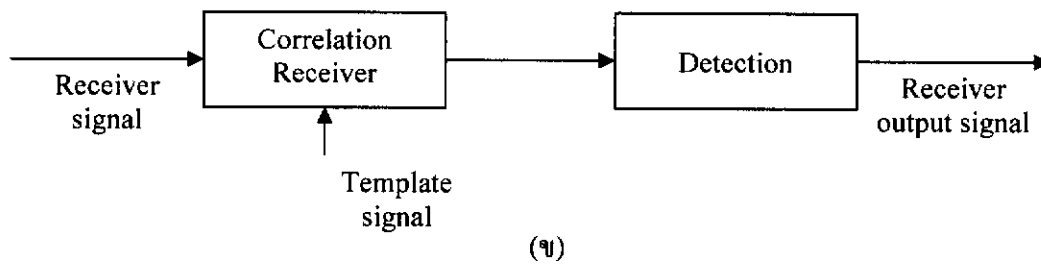 Correlation
Receiver
Detection
Receiver
signal
Receiver
output signal
Template
signal
(ข)